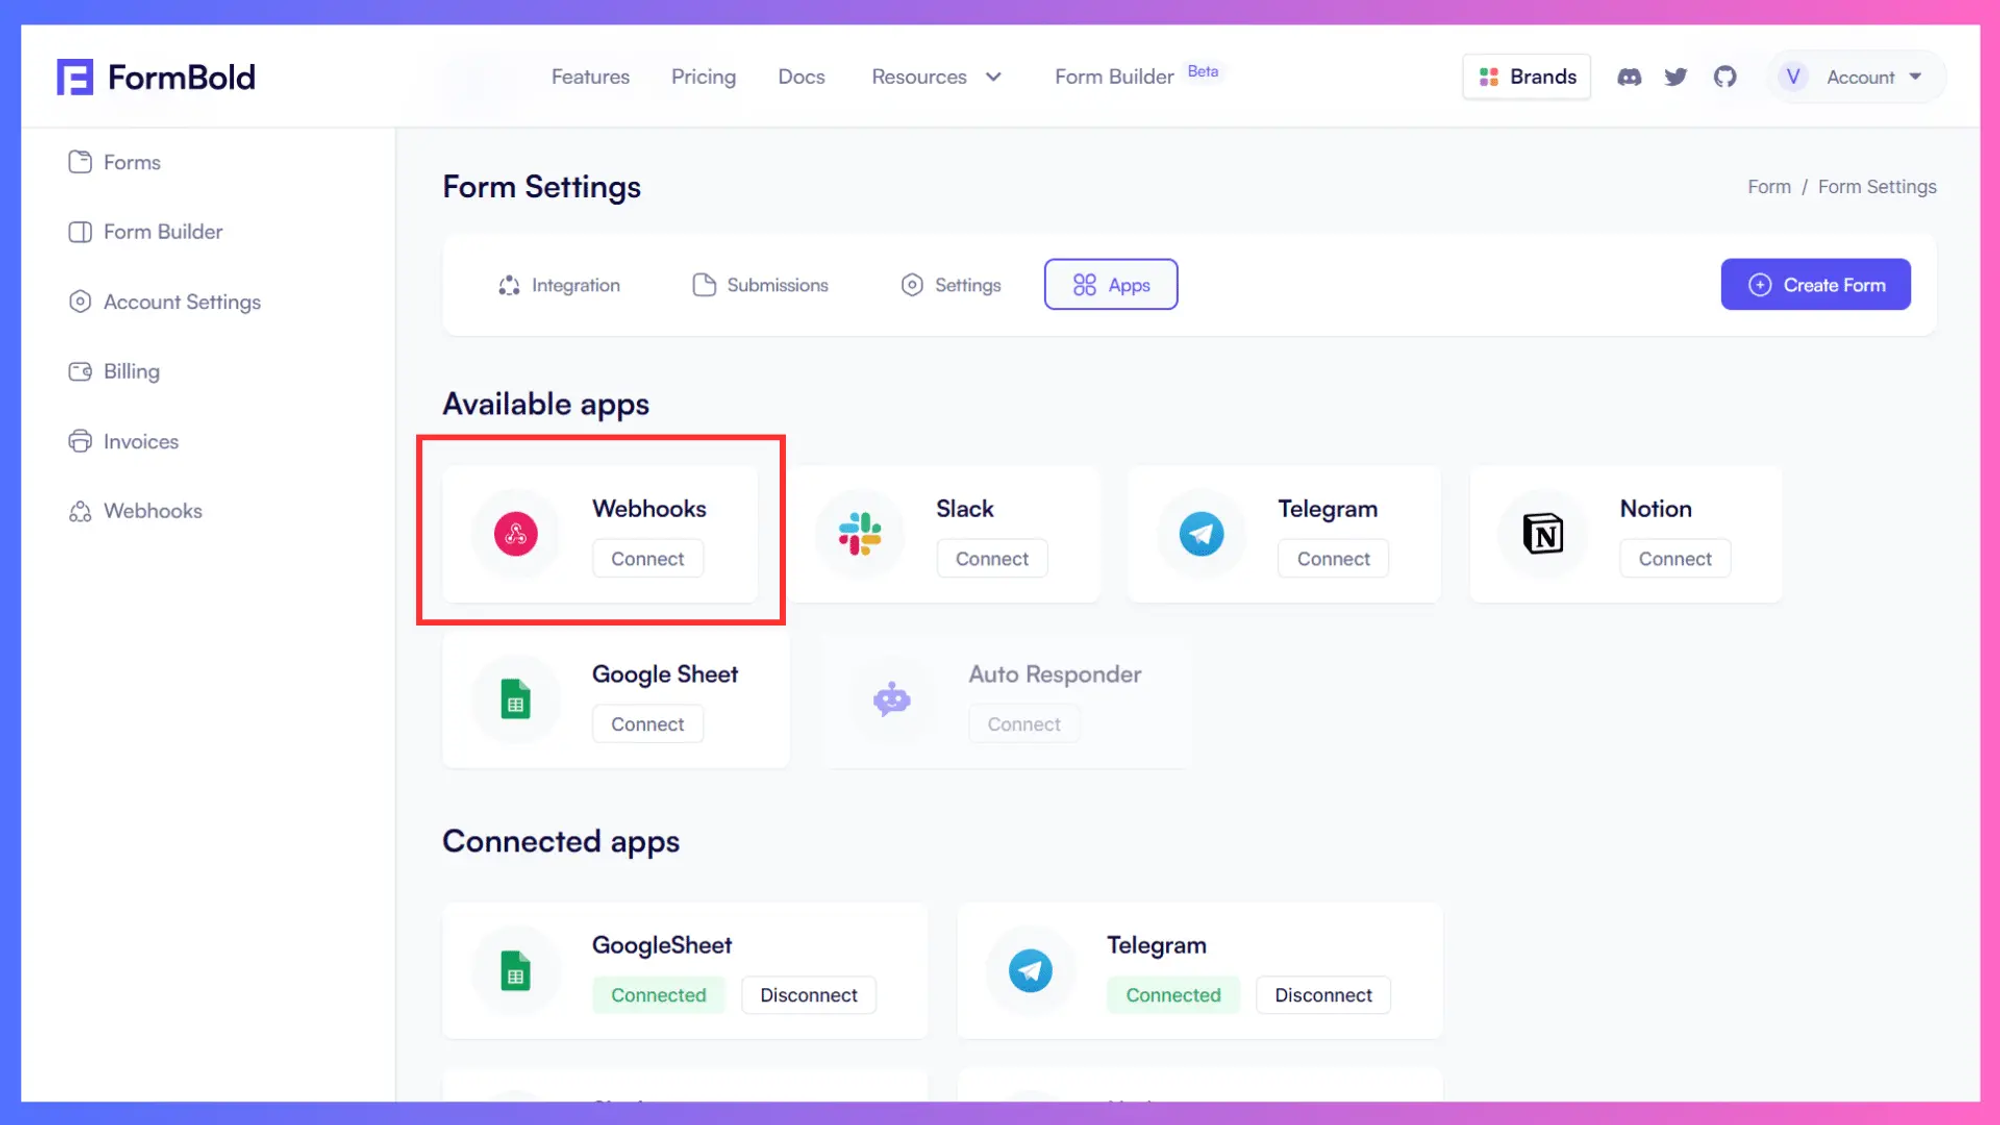 FormBold
Features
Pricing
Docs
Resources
Form Builder Beta
Brands
V
Account
Forms
Form Builder
Account Settings
Billing
Invoices
Webhooks
Form Settings
Form / Form Settings
Integration
Submissions
Settings
Apps
Create Form
Available apps
Webhooks
Connect
Slack
Connect
Telegram
Connect
Notion
Connect
Google Sheet
Connect
Auto Responder
Connect
Connected apps
GoogleSheet
Connected
Disconnect
Telegram
Connected
Disconnect